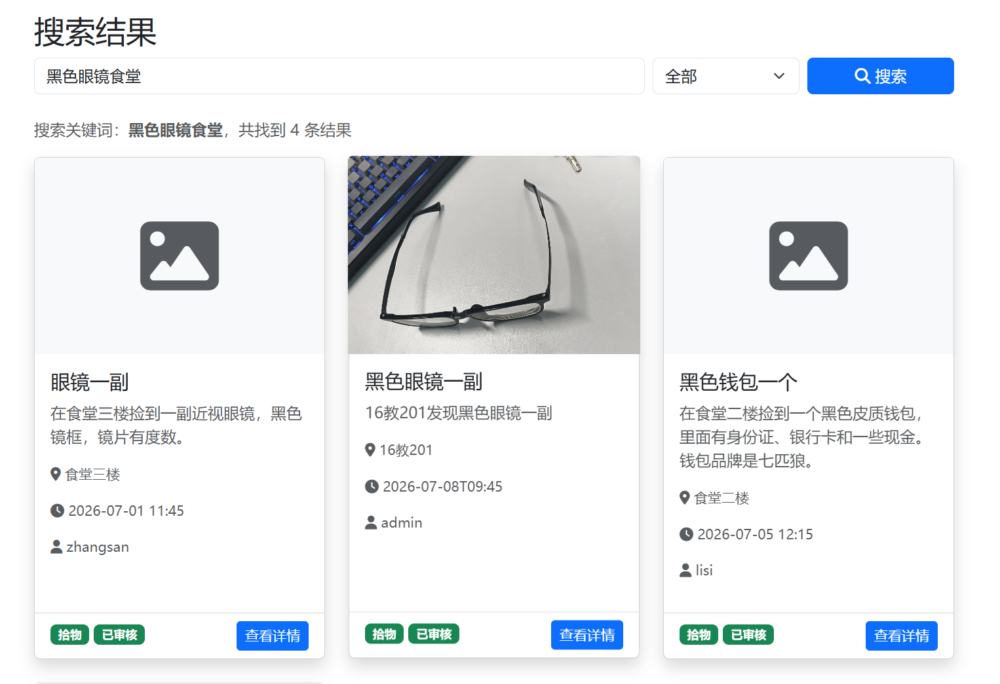 搜索结果
黑色眼镜食堂
全部
搜索
搜索关键词：黑色眼镜食堂，共找到 4 条结果
眼镜一副
在食堂三楼捡到一副近视眼镜，黑色
镜框，镜片有度数。
食堂三楼
2026-07-01 11:45
zhangsan
拾物 已审核 查看详情
黑色眼镜一副
16教201发现黑色眼镜一副
16教201
2026-07-08T09:45
admin
拾物 已审核 查看详情
黑色钱包一个
在食堂二楼捡到一个黑色皮质钱包，
里面有身份证、银行卡和一些现金。
钱包品牌是七匹狼。
食堂二楼
2026-07-05 12:15
lisi
拾物 已审核 查看详情